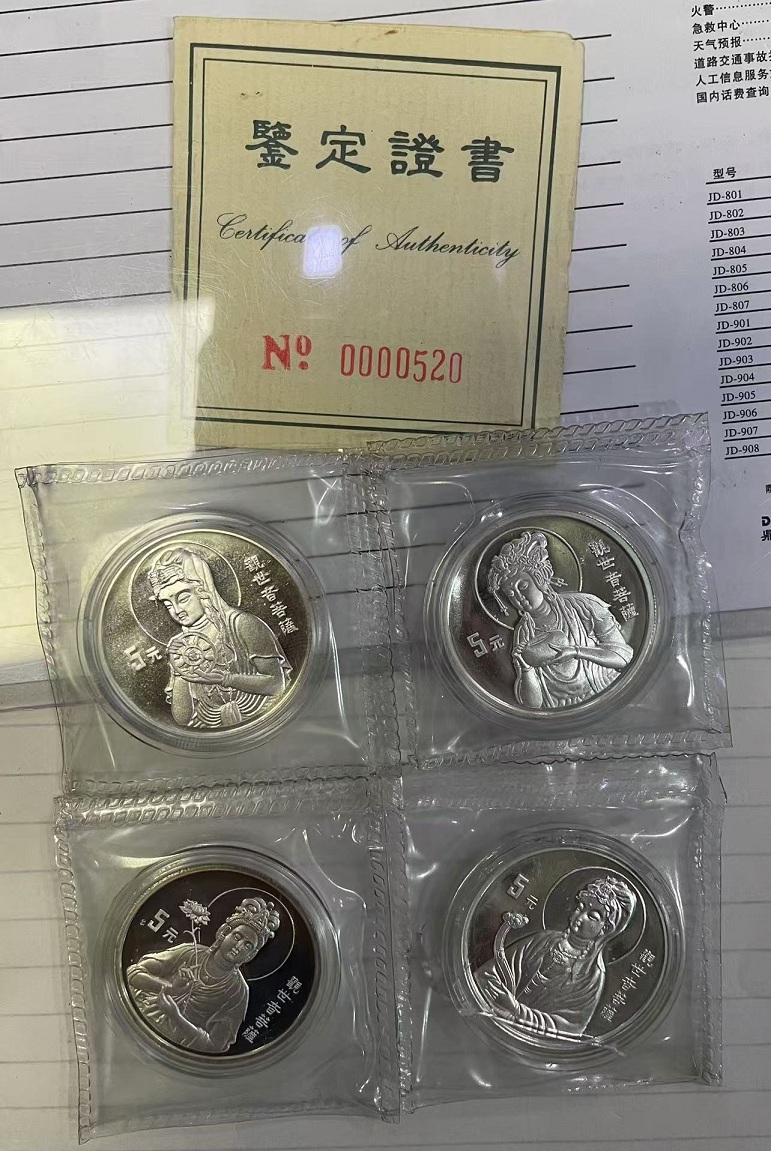 鑒定證書
Certificate of Authenticity
Nº 0000520
火警
急救中心
天气预报
道路交通事故
人工信息服务
国内话费查询
型号
JD-801
JD-802
JD-803
JD-804
JD-805
JD-806
JD-807
JD-901
JD-902
JD-903
JD-904
JD-905
JD-906
JD-907
JD-908
觀世音菩薩
5元
觀世音菩薩
5元
5元
觀世音菩薩
5元
觀世音菩薩